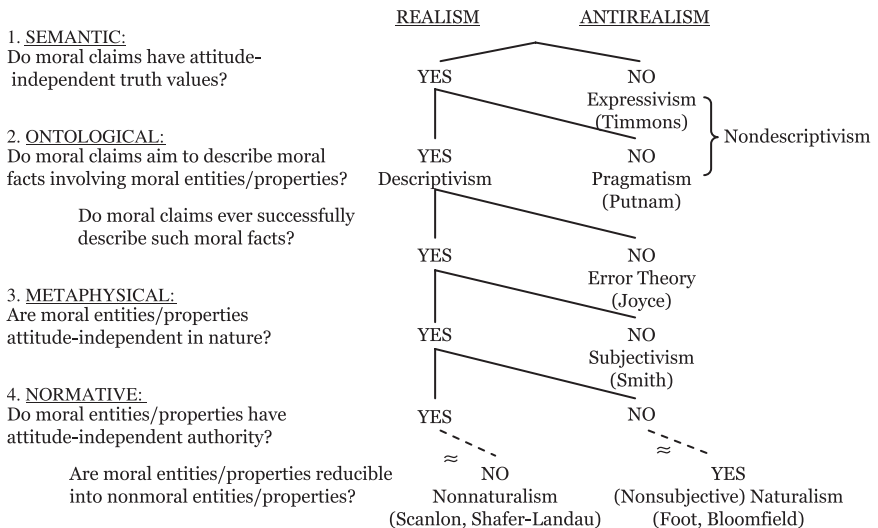 REALISM ANTIREALISM
1. SEMANTIC:
Do moral claims have attitude-
independent truth values?
YES NO
Expressivism
(Timmons)
Nondescriptivism
2. ONTOLOGICAL:
Do moral claims aim to describe moral
facts involving moral entities/properties?
YES NO
Descriptivism Pragmatism
(Putnam)
Do moral claims ever successfully
describe such moral facts?
YES NO
Error Theory
(Joyce)
3. METAPHYSICAL:
Are moral entities/properties
attitude-independent in nature?
YES NO
Subjectivism
(Smith)
4. NORMATIVE:
Do moral entities/properties have
attitude-independent authority?
YES NO
≈ ≈
Are moral entities/properties reducible
into nonmoral entities/properties?
NO YES
Nonnaturalism (Nonsubjective) Naturalism
(Scanlon, Shafer-Landau) (Foot, Bloomfield)